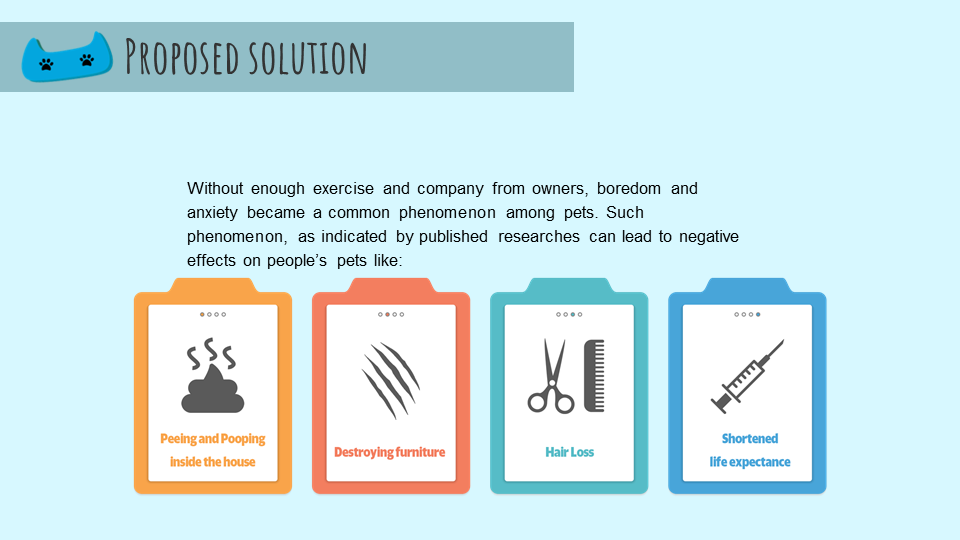 Proposed solution
Without enough exercise and company from owners, boredom and
anxiety became a common phenomenon among pets. Such
phenomenon, as indicated by published researches can lead to negative
effects on people’s pets like:
Peeing and Pooping
inside the house
Destroying furniture
Hair Loss
Shortened
life expectance